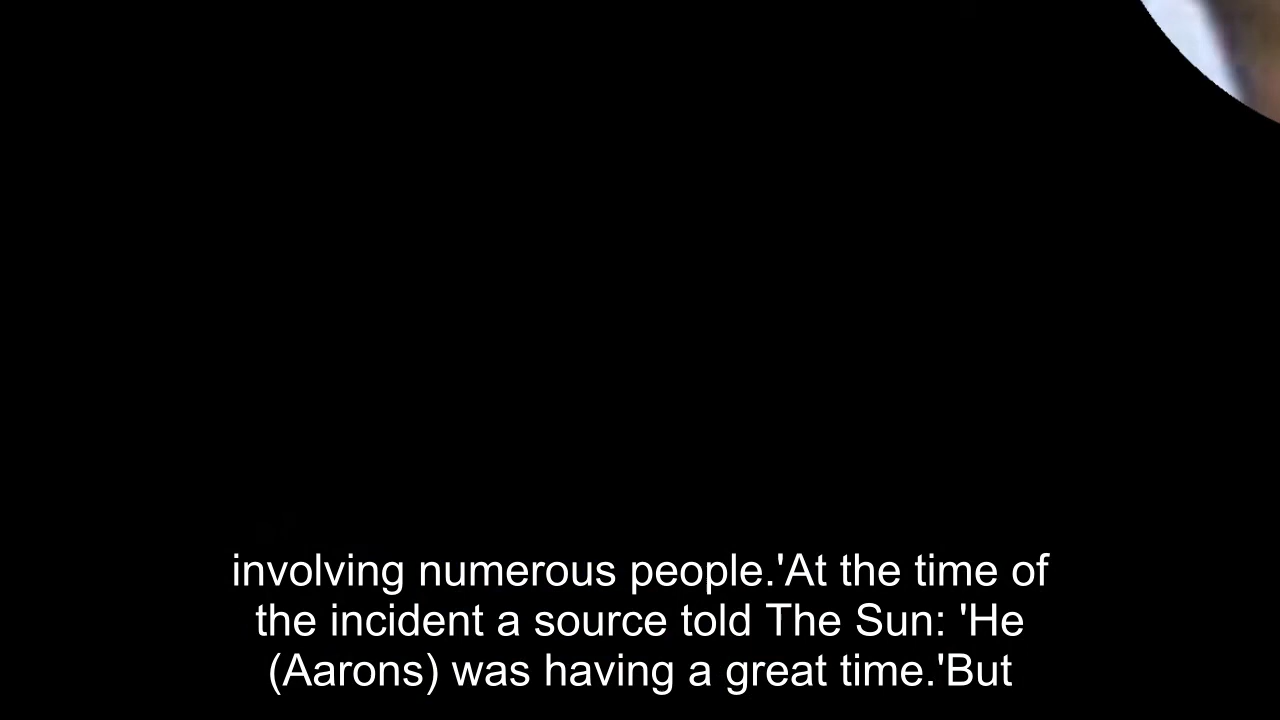 involving numerous people.'At the time of
the incident a source told The Sun: 'He
(Aarons) was having a great time.'But